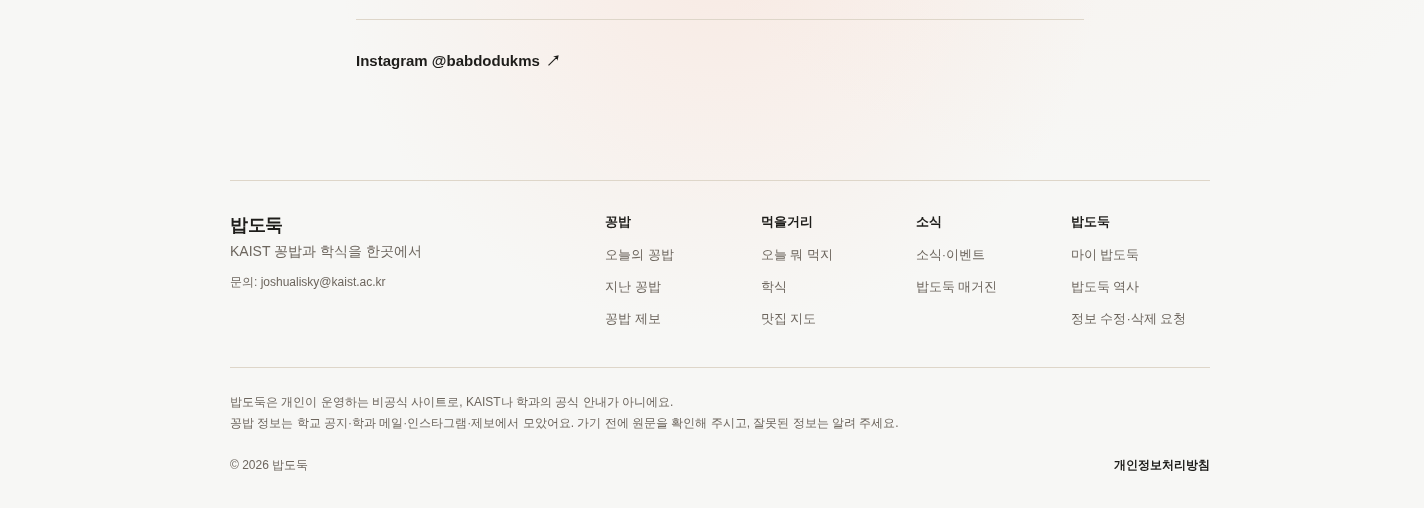 Instagram @babdodukms ↗
밥도둑
KAIST 꽁밥과 학식을 한곳에서
문의: joshualisky@kaist.ac.kr
꽁밥
오늘의 꽁밥
지난 꽁밥
꽁밥 제보
먹을거리
오늘 뭐 먹지
학식
맛집 지도
소식
소식·이벤트
밥도둑 매거진
밥도둑
마이 밥도둑
밥도둑 역사
정보 수정·삭제 요청
밥도둑은 개인이 운영하는 비공식 사이트로, KAIST나 학과의 공식 안내가 아니에요.
꽁밥 정보는 학교 공지·학과 메일·인스타그램·제보에서 모았어요. 가기 전에 원문을 확인해 주시고, 잘못된 정보는 알려 주세요.
© 2026 밥도둑
개인정보처리방침